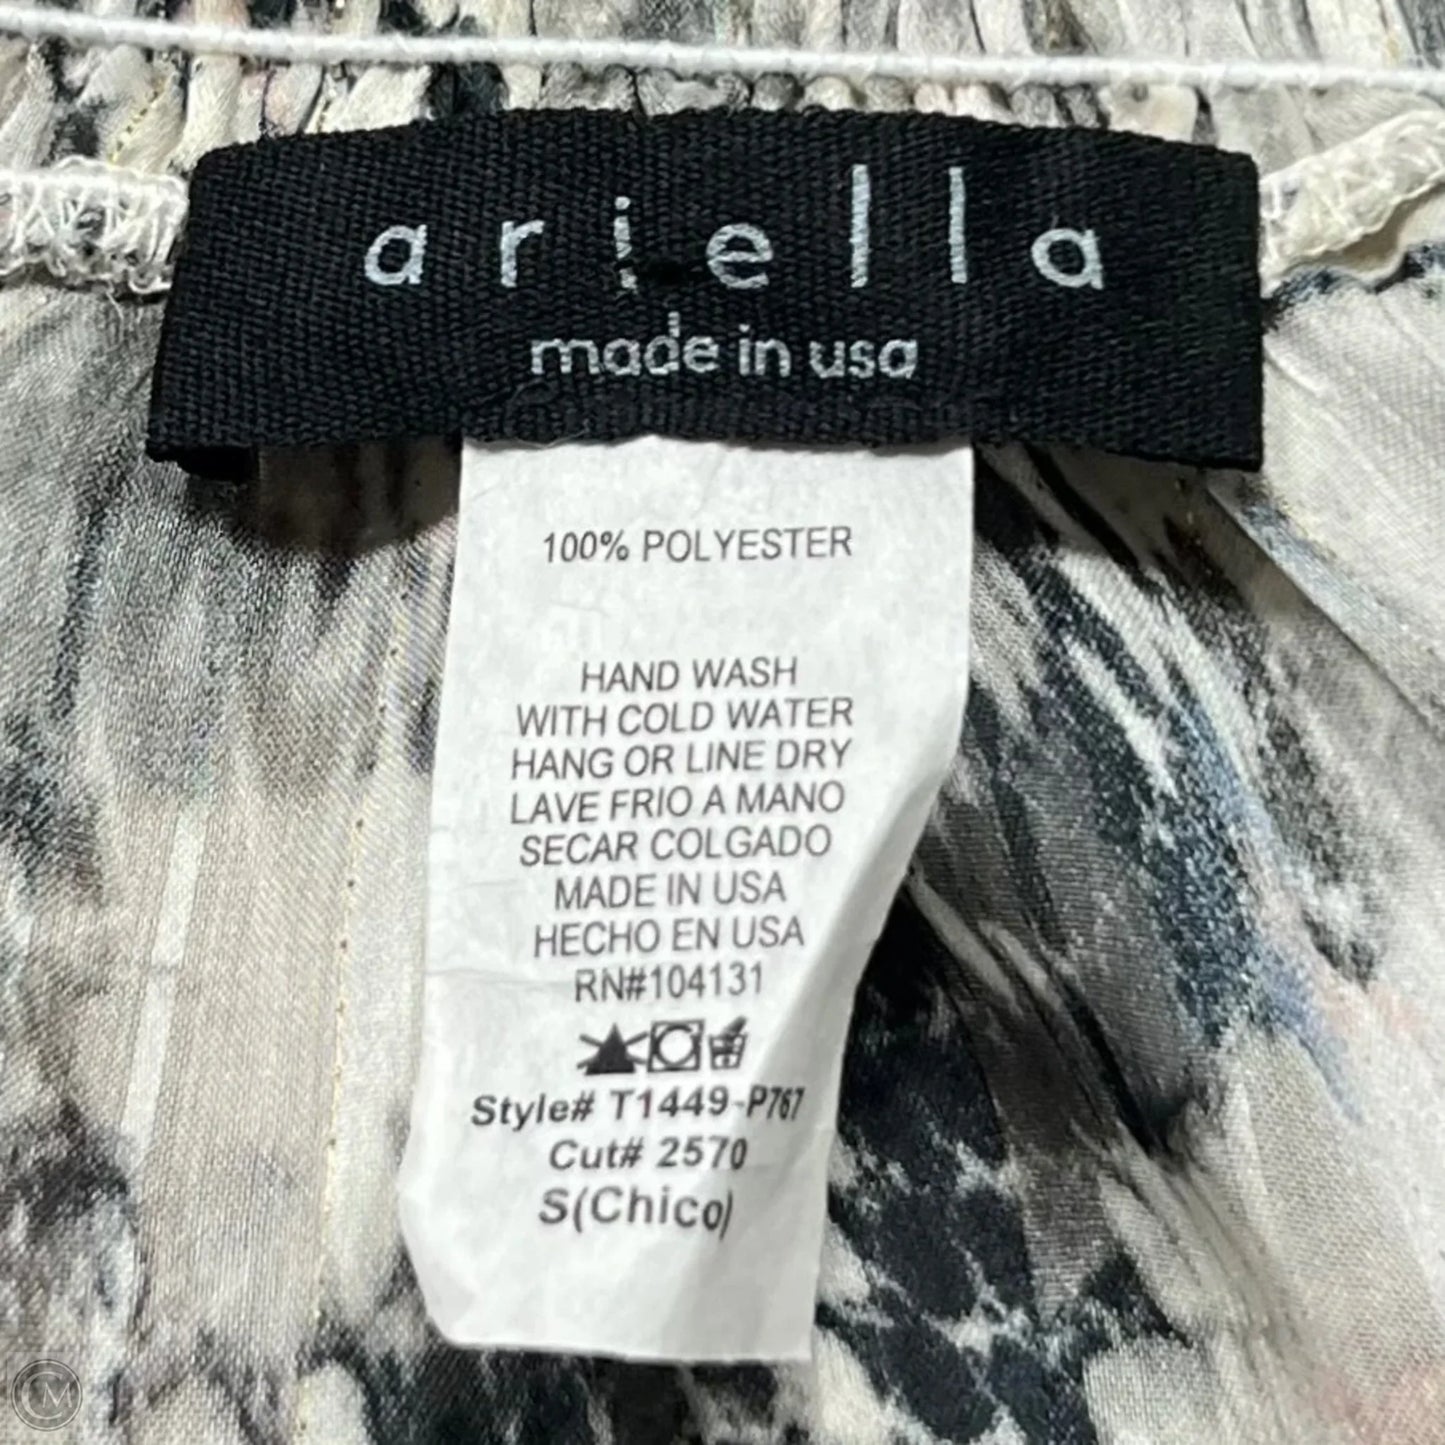 ariella
made in usa
100% POLYESTER
HAND WASH
WITH COLD WATER
HANG OR LINE DRY
LAVE FRIO A MANO
SECAR COLGADO
MADE IN USA
HECHO EN USA
RN#104131
Style# T1449-P767
Cut# 2570
S(Chico)
CM